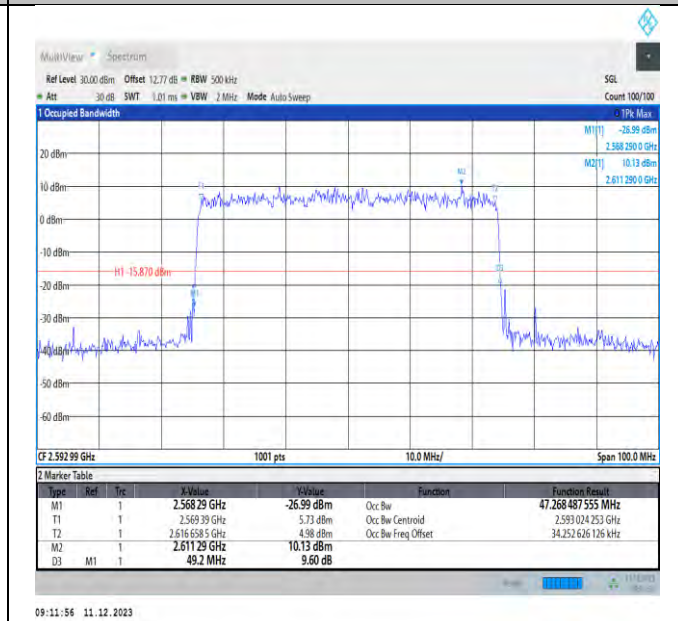 MultiView Spectrum
Ref Level 30.00 dBm Offset 12.77 dB RBW 500 kHz SGL
Att 30 dB SWT 1.01 ms VBW 2 MHz Mode Auto Sweep Count 100/100
1 Occupied Bandwidth 1Pk Max
M1[1] -26.99 dBm
2.568 290 0 GHz
M2[1] 10.13 dBm
2.611 290 0 GHz
20 dBm
10 dBm
0 dBm
-10 dBm
-20 dBm
-30 dBm
-40 dBm
-50 dBm
-60 dBm
M2
T1
T2
H1 -15.870 dBm
D3
M1
CF 2.592 99 GHz 1001 pts 10.0 MHz/ Span 100.0 MHz
2 Marker Table
Type Ref Trc X-Value Y-Value Function Function Result
M1 1 2.568 29 GHz -26.99 dBm Occ Bw 47.268 487 555 MHz
T1 1 2.569 39 GHz 5.73 dBm Occ Bw Centroid 2.593 024 253 GHz
T2 1 2.616 658 5 GHz 4.98 dBm Occ Bw Freq Offset 34.252 626 126 kHz
M2 1 2.611 29 GHz 10.13 dBm
D3 M1 1 49.2 MHz 9.60 dB
09:11:56 11.12.2023